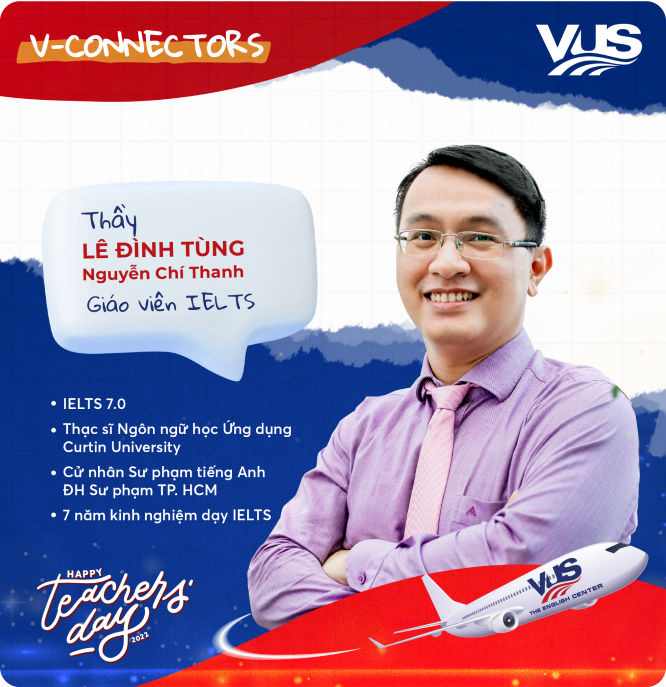 V-CONNECTORS
VUS
Thầy
LÊ ĐÌNH TÙNG
Nguyễn Chí Thanh
Giáo viên IELTS
• IELTS 7.0
• Thạc sĩ Ngôn ngữ học Ứng dụng
Curtin University
• Cử nhân Sư phạm tiếng Anh
ĐH Sư phạm TP. HCM
• 7 năm kinh nghiệm dạy IELTS
HAPPY
Teachers'
day
2022
VUS
THE ENGLISH CENTER